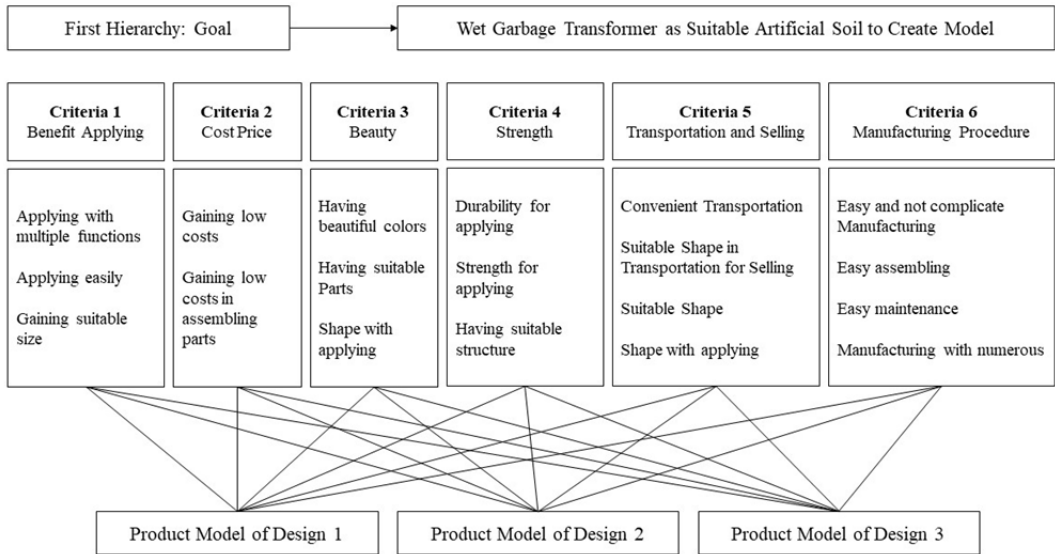 First Hierarchy: Goal
Wet Garbage Transformer as Suitable Artificial Soil to Create Model
Criteria 1
Benefit Applying
Criteria 2
Cost Price
Criteria 3
Beauty
Criteria 4
Strength
Criteria 5
Transportation and Selling
Criteria 6
Manufacturing Procedure
Applying with
multiple functions
Applying easily
Gaining suitable
size
Gaining low
costs
Gaining low
costs in
assembling
parts
Having
beautiful colors
Having suitable
Parts
Shape with
applying
Durability for
applying
Strength for
applying
Having suitable
structure
Convenient Transportation
Suitable Shape in
Transportation for Selling
Suitable Shape
Shape with applying
Easy and not complicate
Manufacturing
Easy assembling
Easy maintenance
Manufacturing with numerous
Product Model of Design 1
Product Model of Design 2
Product Model of Design 3